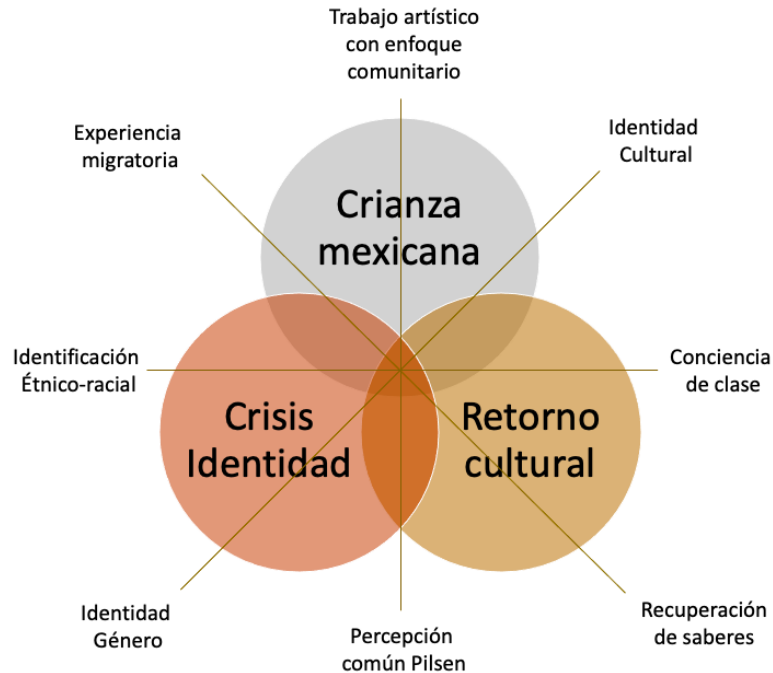 Trabajo artístico
con enfoque
comunitario
Experiencia
migratoria
Identidad
Cultural
Crianza
mexicana
Identificación
Étnico-racial
Conciencia
de clase
Crisis
Identidad
Retorno
cultural
Identidad
Género
Percepción
común Pilsen
Recuperación
de saberes